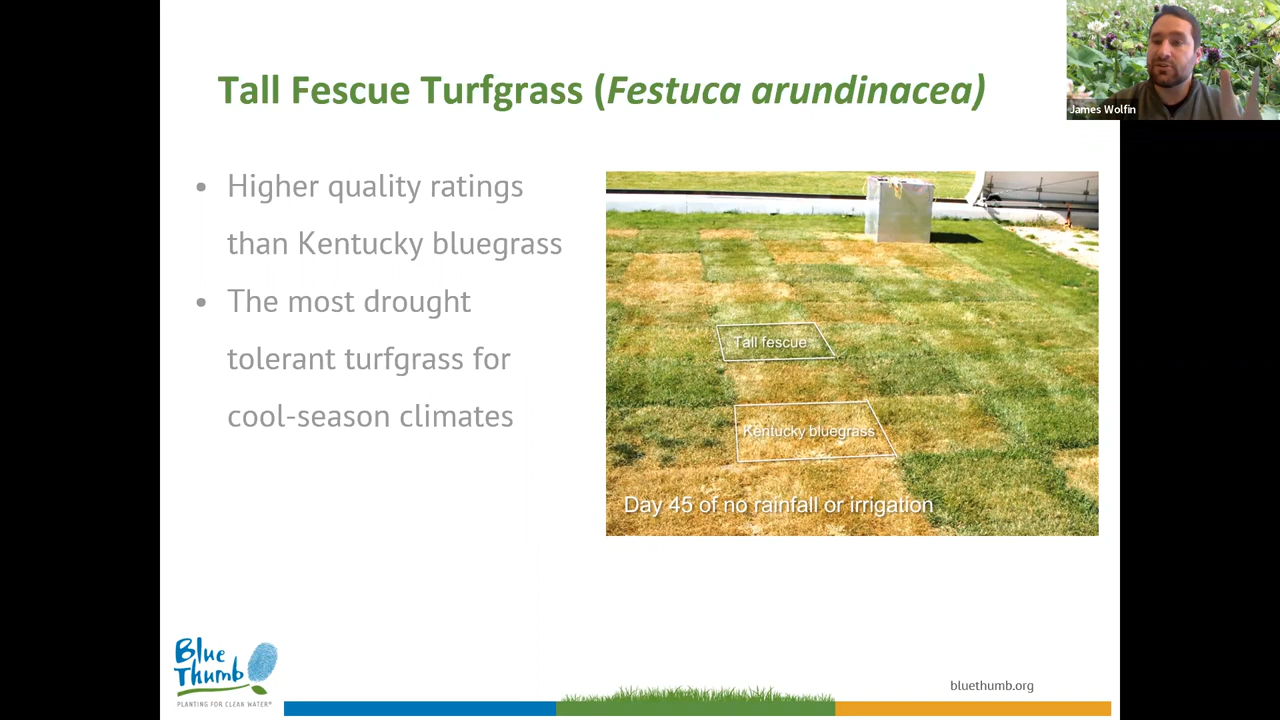 Tall Fescue Turfgrass (Festuca arundinacea)
James Wolfin
• Higher quality ratings
than Kentucky bluegrass
• The most drought
tolerant turfgrass for
cool-season climates
Tall fescue
Kentucky bluegrass
Day 45 of no rainfall or irrigation
Blue
Thumb
PLANTING FOR CLEAN WATER®
bluethumb.org